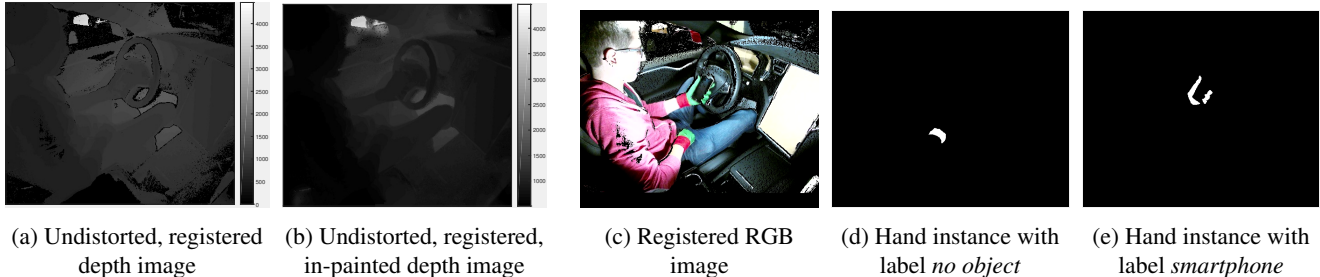 4000
3500
3000
2500
2000
1500
1000
500
0
4000
3500
3000
2500
2000
1500
1000
(a) Undistorted, registered
depth image
(b) Undistorted, registered,
in-painted depth image
(c) Registered RGB
image
(d) Hand instance with
label no object
(e) Hand instance with
label smartphone